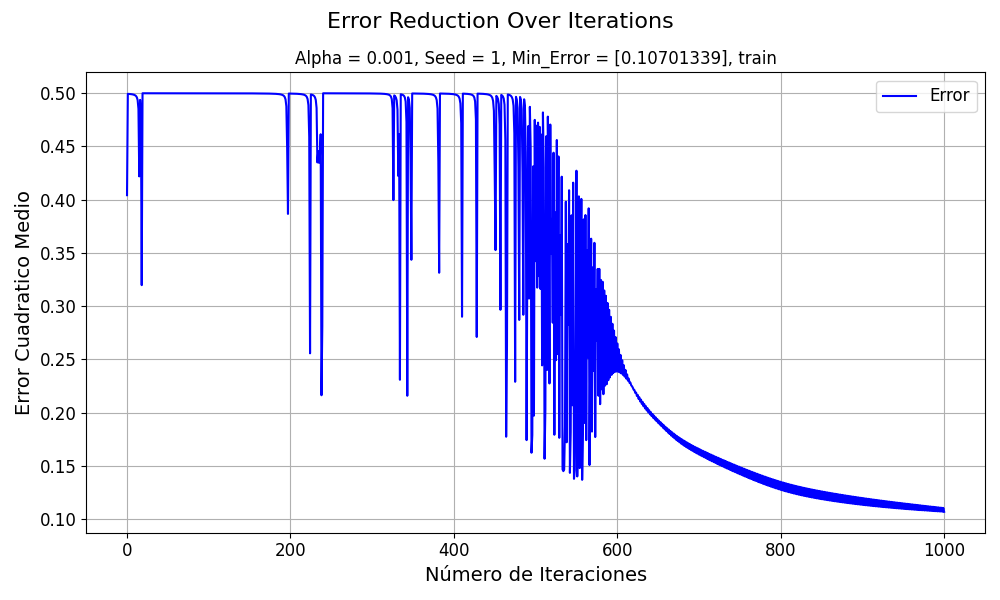 Error Reduction Over Iterations
Alpha = 0.001, Seed = 1, Min_Error = [0.10701339], train
Error
Error Cuadratico Medio
0.50
0.45
0.40
0.35
0.30
0.25
0.20
0.15
0.10
0 200 400 600 800 1000
Número de Iteraciones